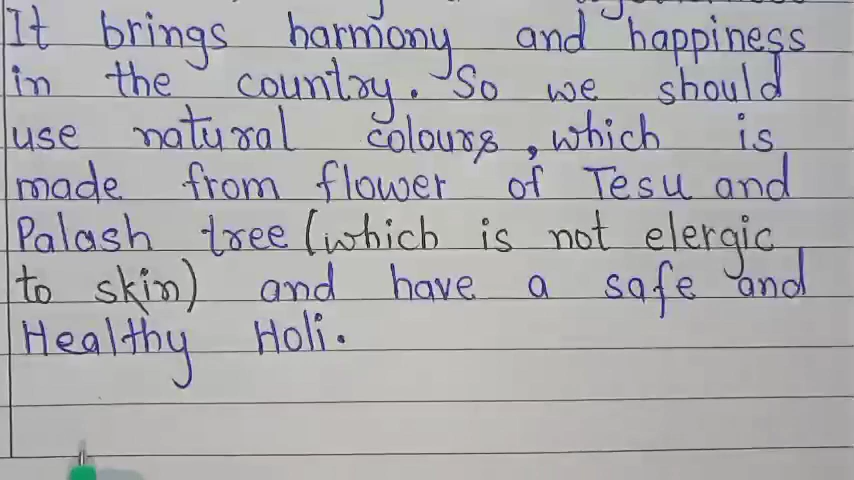 It brings harmony and happiness
in the country. So we should
use natural colours, which is
made from flower of Tesu and
Palash tree (which is not elergic
to skin) and have a safe and
Healthy Holi.